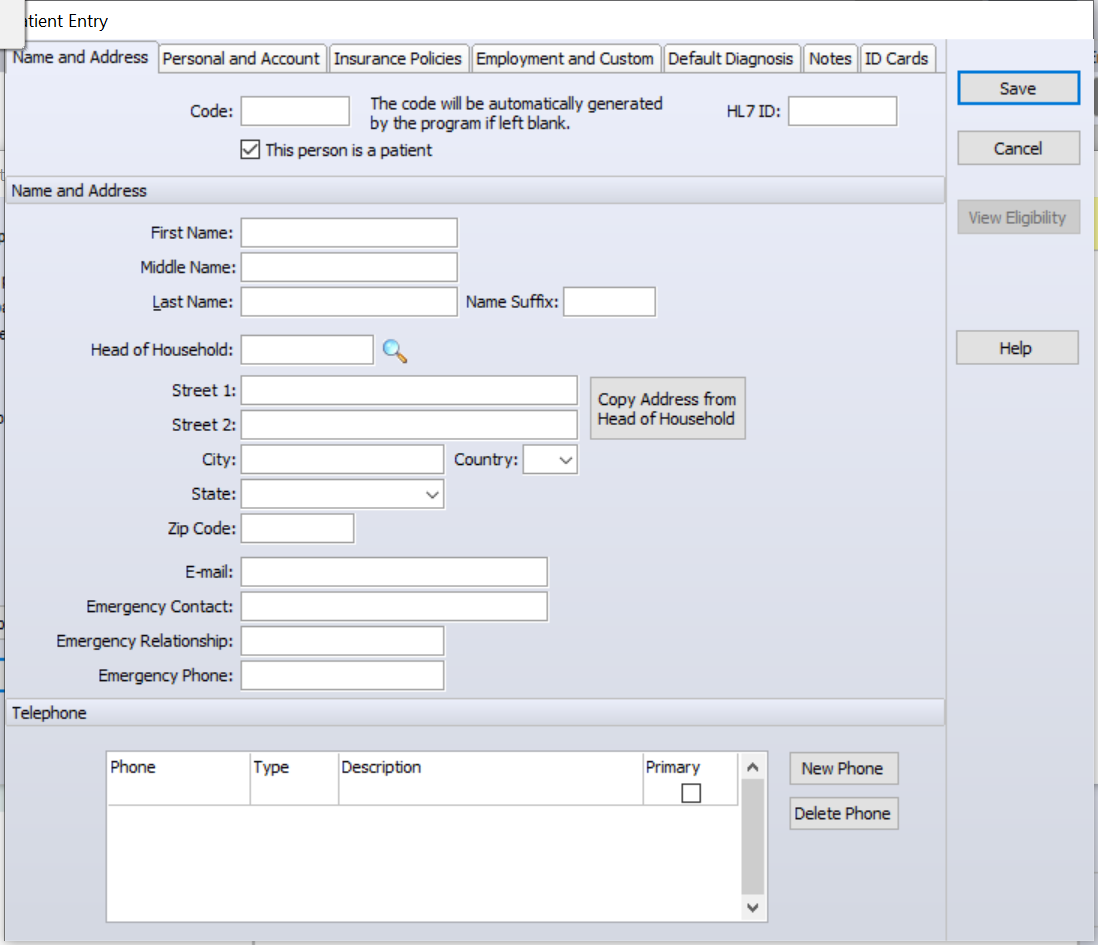 tient Entry
Name and Address Personal and Account Insurance Policies Employment and Custom Default Diagnosis Notes ID Cards
Save
Code: The code will be automatically generated by the program if left blank. HL7 ID:
This person is a patient
Cancel
Name and Address
View Eligibility
First Name:
Middle Name:
Last Name: Name Suffix:
Head of Household:
Help
Street 1:
Copy Address from
Head of Household
Street 2:
City: Country:
State:
Zip Code:
E-mail:
Emergency Contact:
Emergency Relationship:
Emergency Phone:
Telephone
Phone Type Description Primary
New Phone
Delete Phone